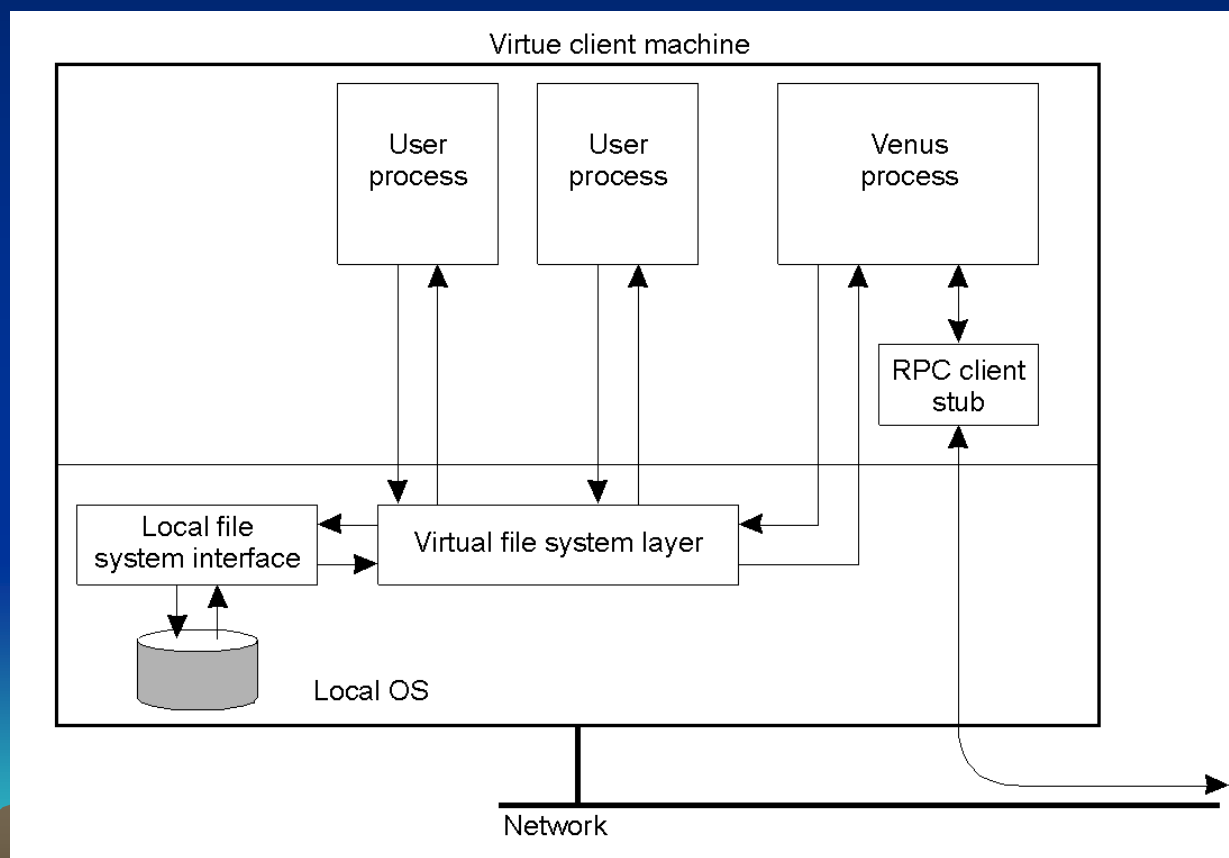 Virtue client machine
User
process
User
process
Venus
process
RPC client
stub
Local file
system interface
Virtual file system layer
Local OS
Network